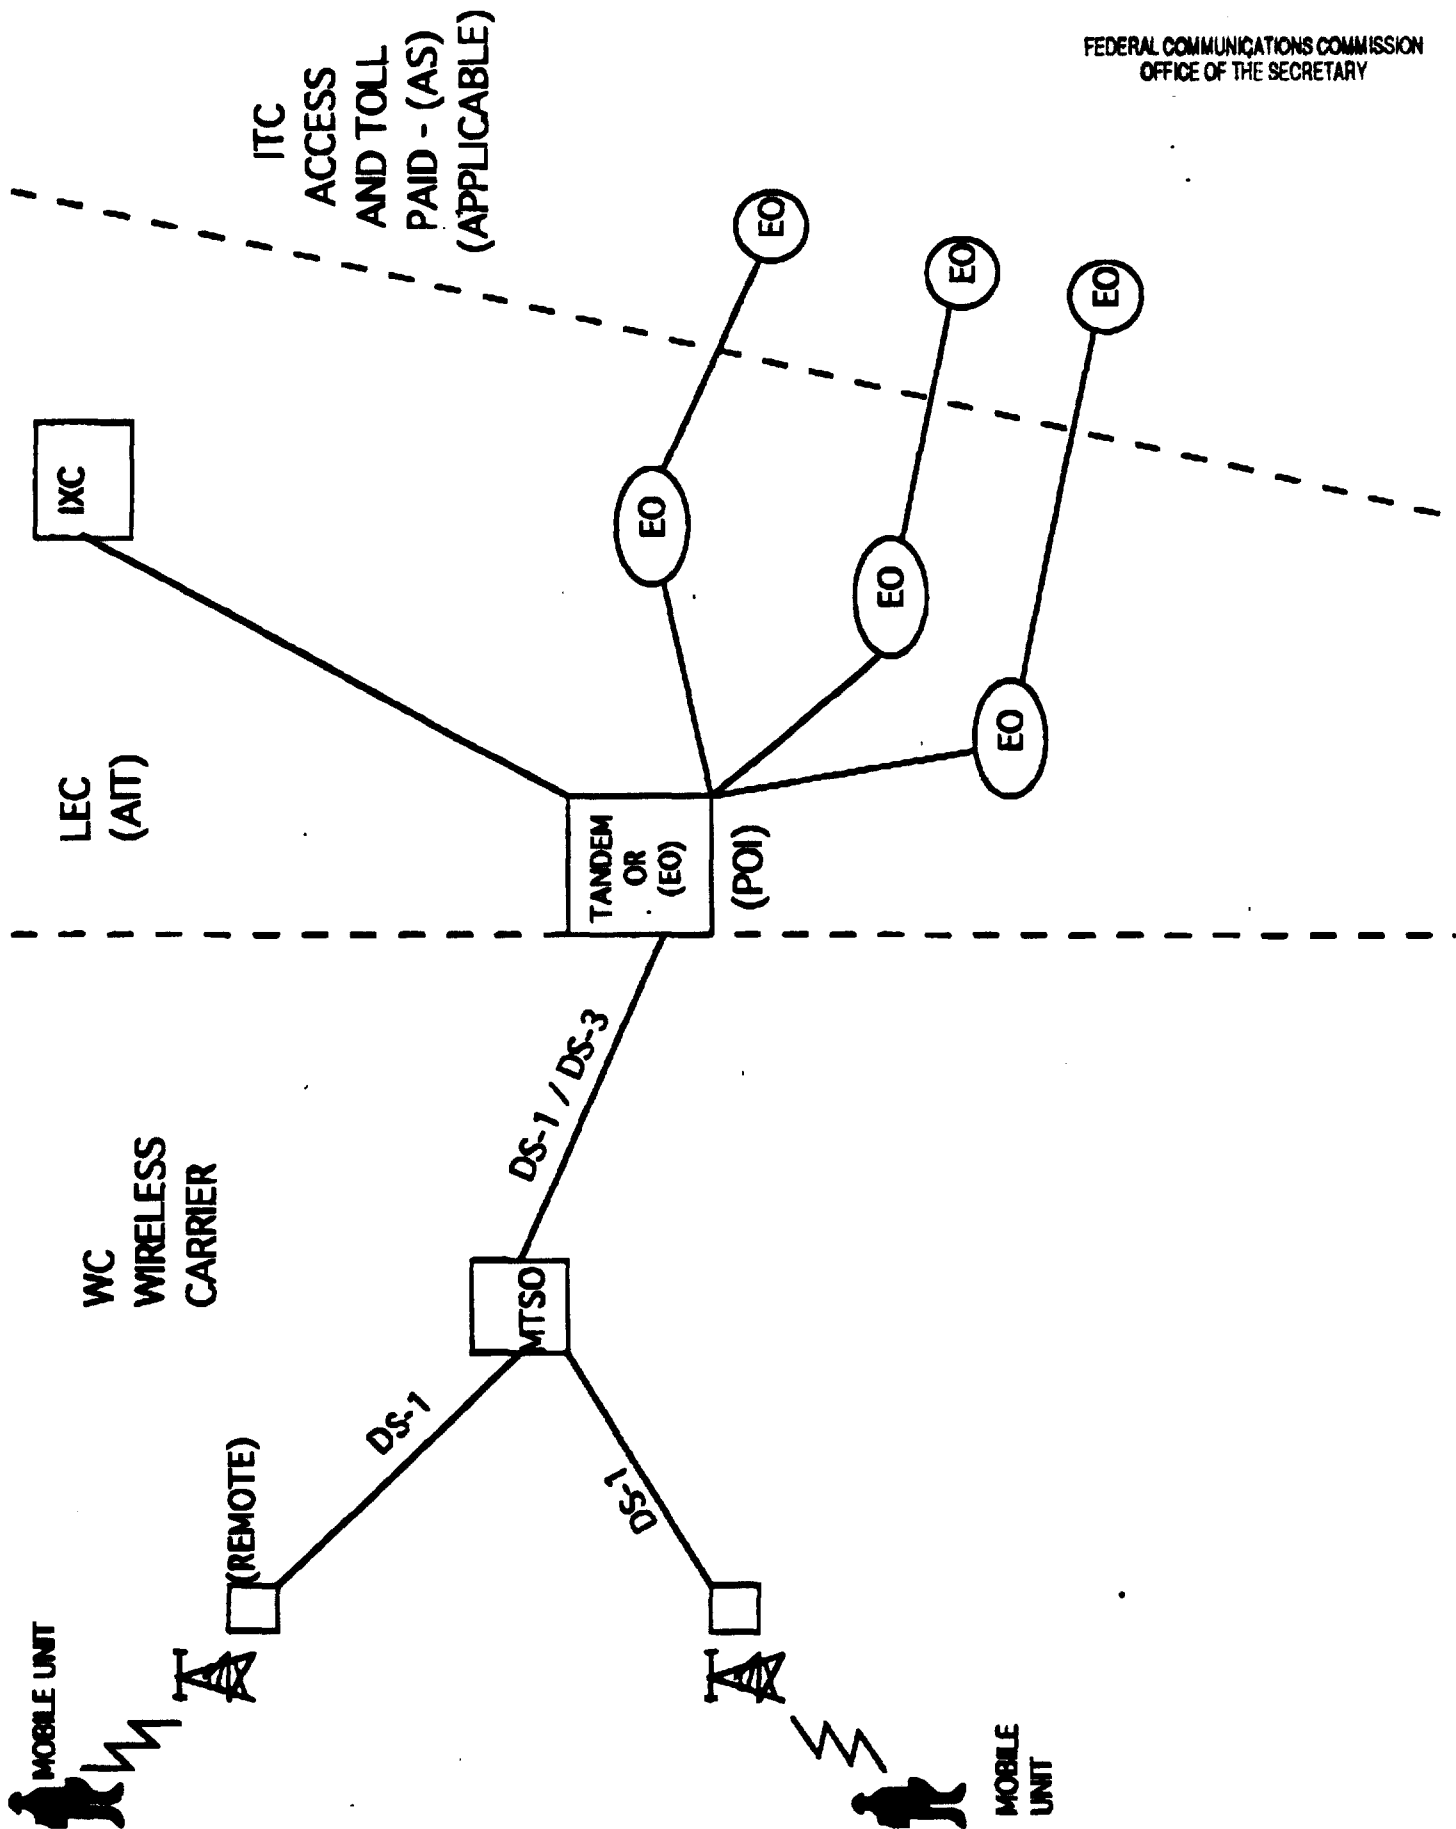 FEDERAL COMMUNICATIONS COMMISSION
OFFICE OF THE SECRETARY
WC
WIRELESS
CARRIER
LEC
(AIT)
ITC
ACCESS
AND TOLL
PAID - (AS)
(APPLICABLE)
MOBILE UNIT
(REMOTE)
DS-1
MTSO
DS-1 / DS-3
DS-1
MOBILE
UNIT
TANDEM
OR
(EO)
(POI)
IXC
EO
EO
EO
EO
EO
EO